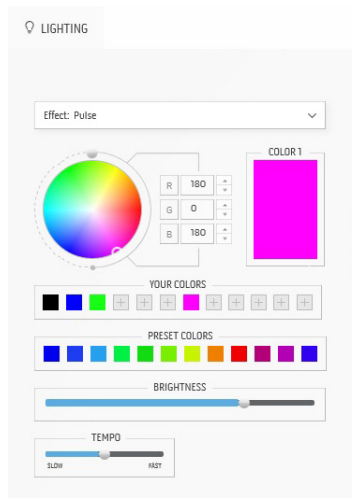 LIGHTING
Effect: Pulse
COLOR 1
R 180
G 0
B 180
YOUR COLORS
PRESET COLORS
BRIGHTNESS
TEMPO
SLOW FAST